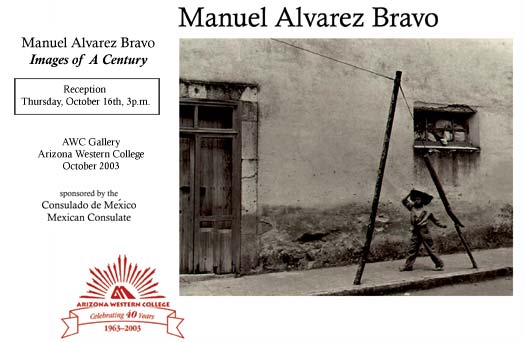 Manuel Alvarez Bravo
Manuel Alvarez Bravo
Images of A Century
Reception
Thursday, October 16th, 3p.m.
AWC Gallery
Arizona Western College
October 2003
sponsored by the
Consulado de México
Mexican Consulate
ARIZONA WESTERN COLLEGE
Celebrating 40 Years
1963-2003